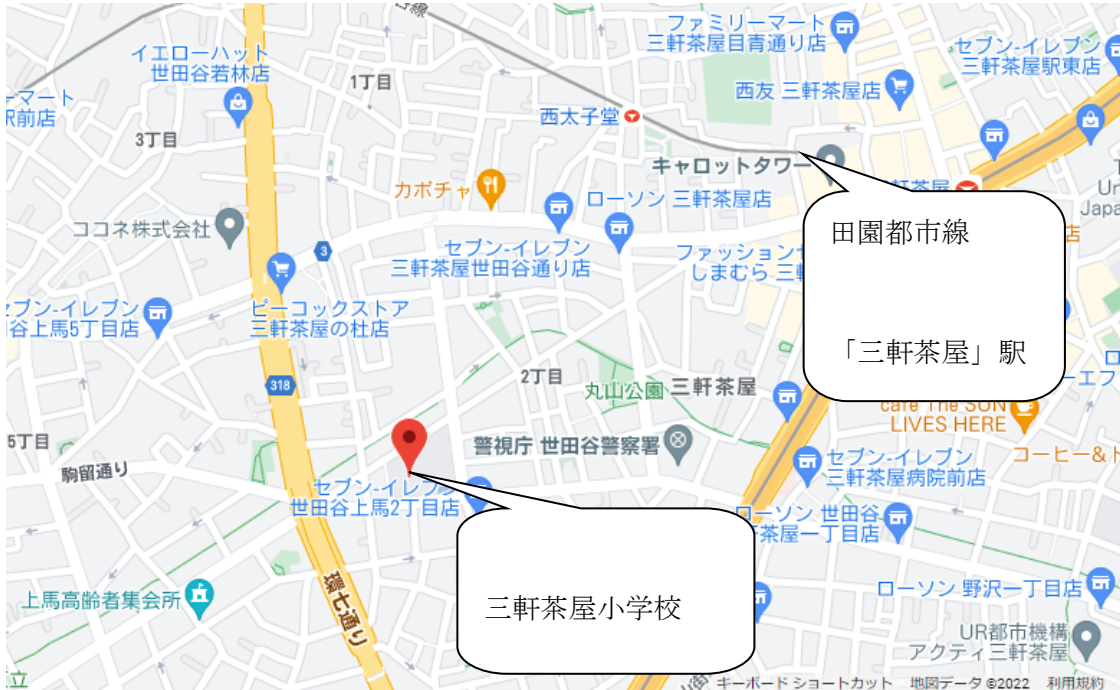 ファミリーマート
三軒茶屋目青通り店
セブン-イレブン
三軒茶屋駅東店
イエローハット
世田谷若林店
1丁目
西友 三軒茶屋店
ーマート
駅前店
西太子堂
3丁目
キャロットタワー
カボチャ
ローソン 三軒茶屋店
田園都市線
「三軒茶屋」駅
ココネ株式会社
3
セブン-イレブン
三軒茶屋世田谷通り店
ファッション
しまむら 三
セブン-イレブン
谷上馬5丁目店
ピーコックストア
三軒茶屋の杜店
318
2丁目
丸山公園
三軒茶屋
cafe The SUN
LIVES HERE
5丁目
駒留通り
警視庁 世田谷警察署
コーヒー&
セブン-イレブン
三軒茶屋病院前店
セブン-イレブン
世田谷上馬2丁目店
ローソン 世田谷
茶屋一丁目店
三軒茶屋小学校
環七通り
上馬高齢者集会所
ローソン 野沢一丁目店
UR都市機構
アクティ三軒茶屋
キーボード ショートカット 地図データ ©2022 利用規約